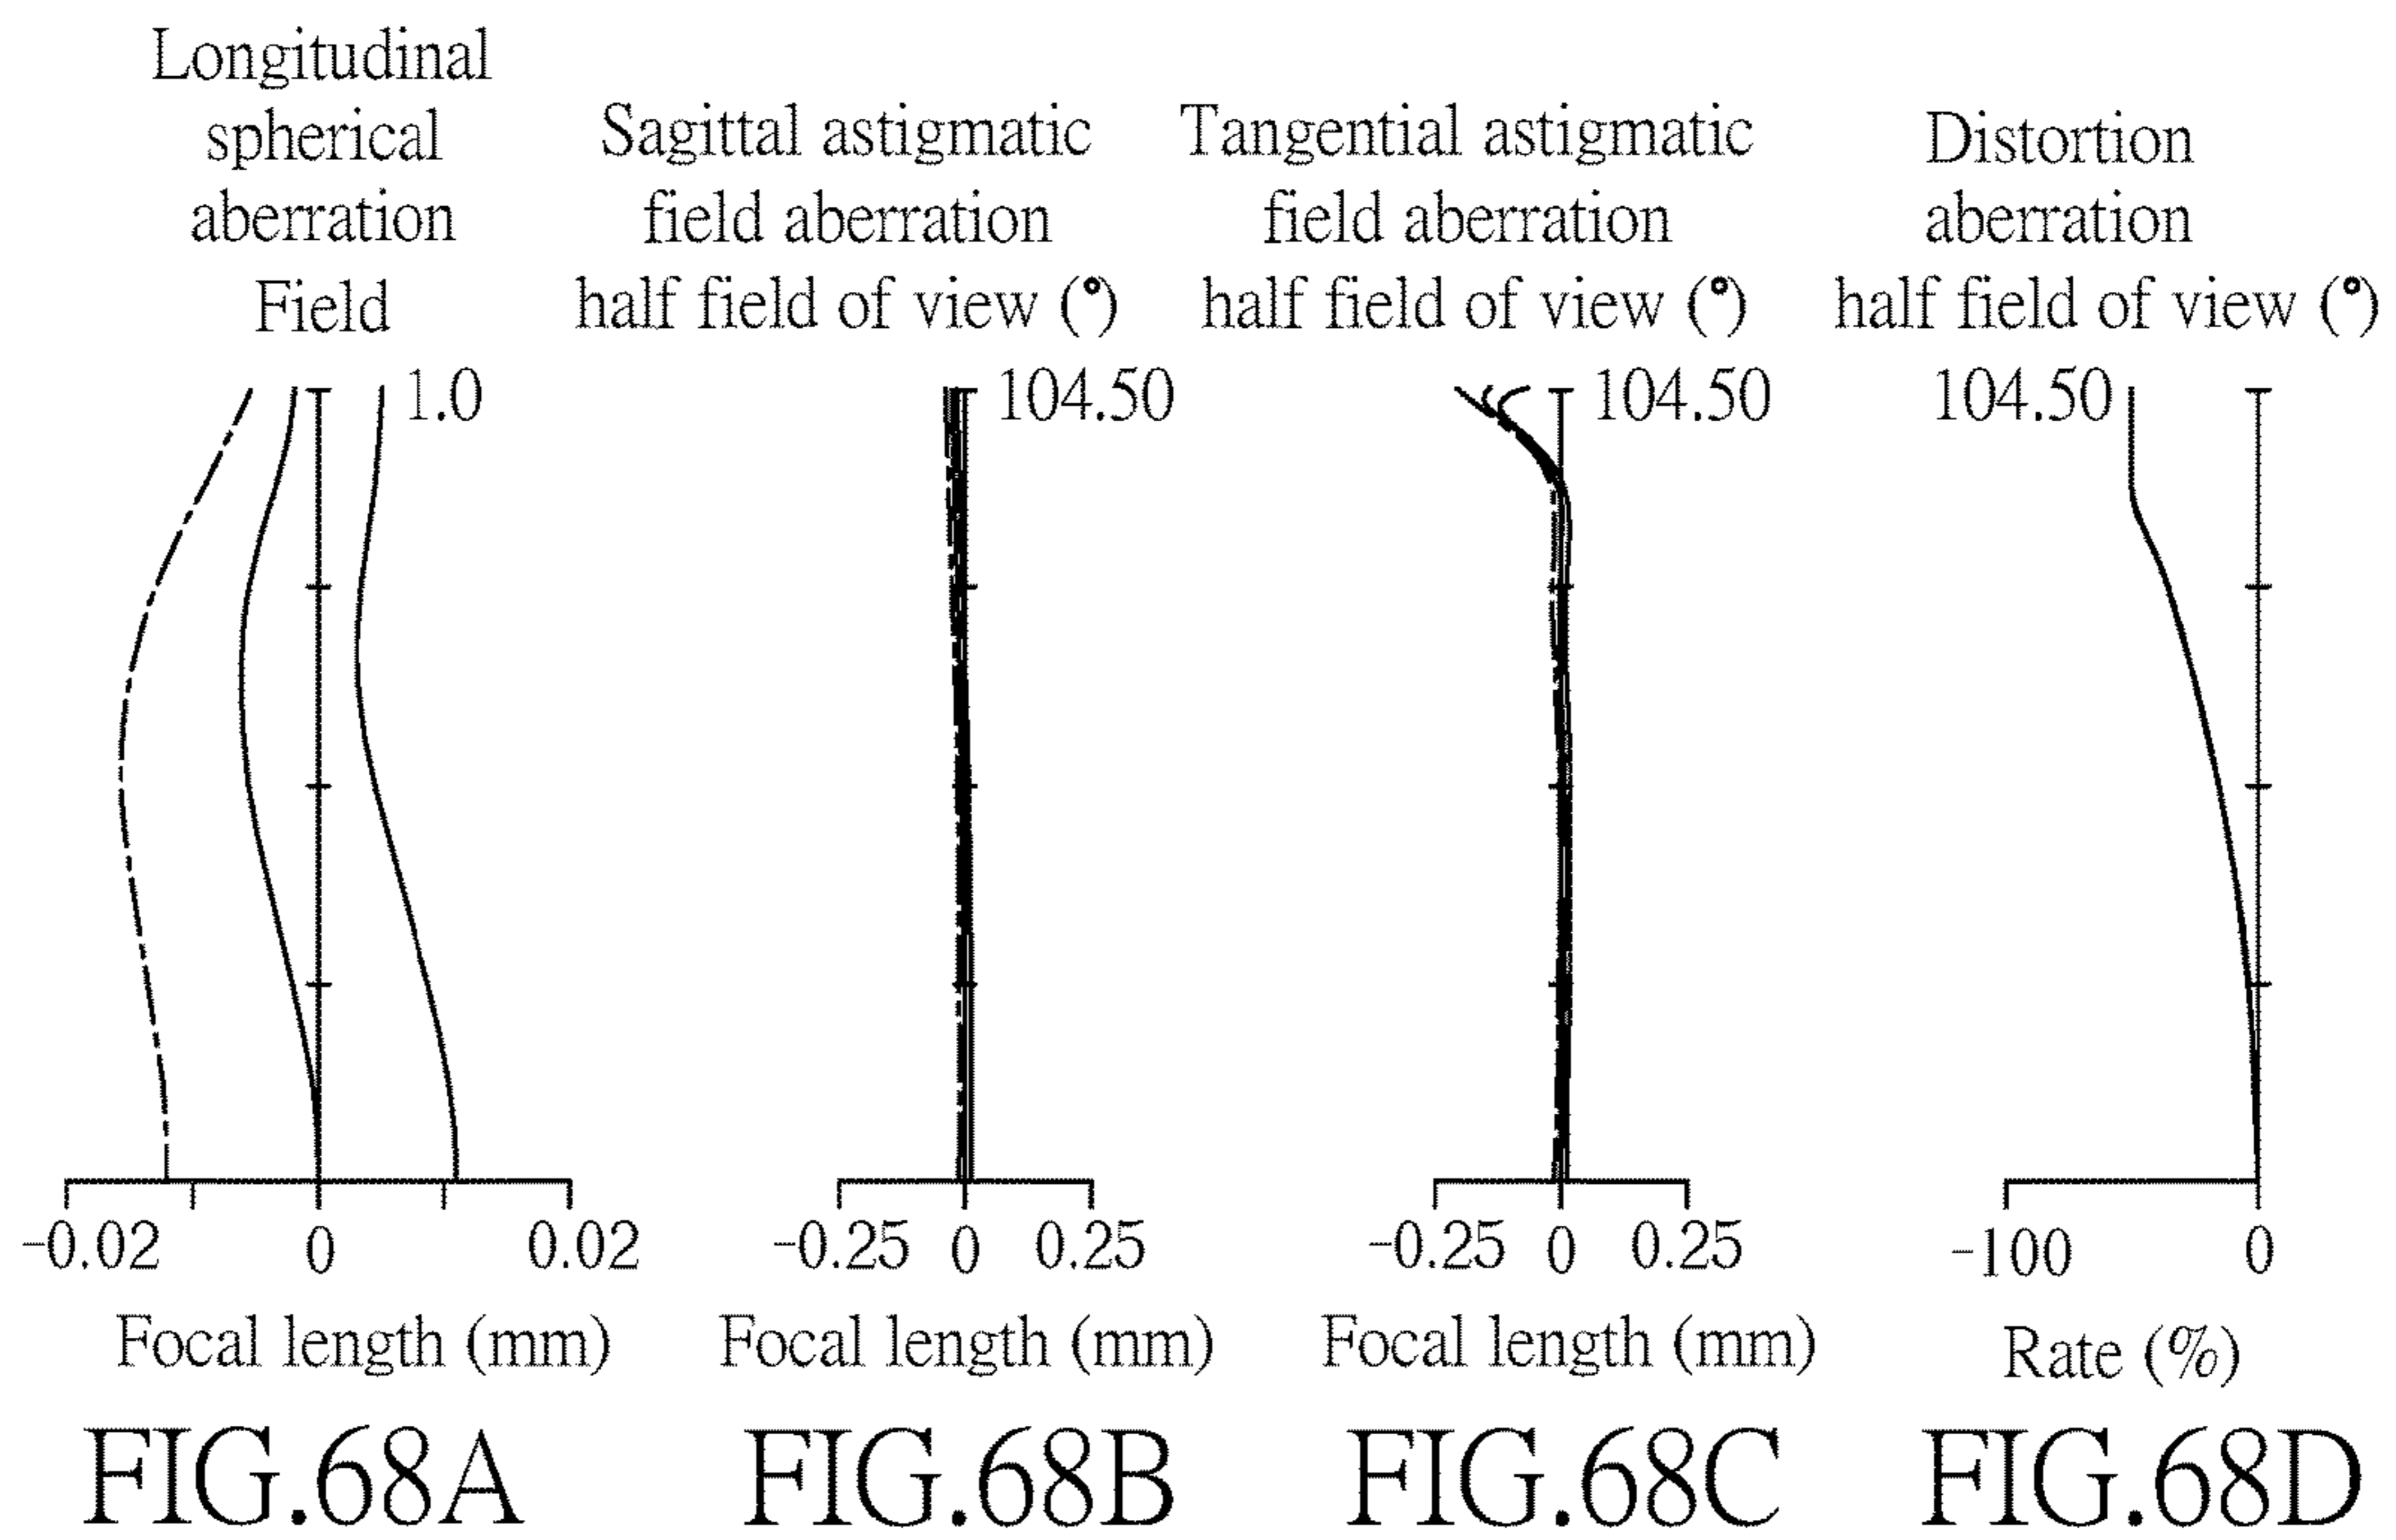 Longitudinal
spherical
aberration
Field
1.0
-0.02
0
0.02
Focal length (mm)
FIG.68A
Sagittal astigmatic
field aberration
half field of view (°)
104.50
-0.25
0
0.25
Focal length (mm)
FIG.68B
Tangential astigmatic
field aberration
half field of view (°)
104.50
-0.25
0
0.25
Focal length (mm)
FIG.68C
Distortion
aberration
half field of view (°)
104.50
-100
0
Rate (%)
FIG.68D